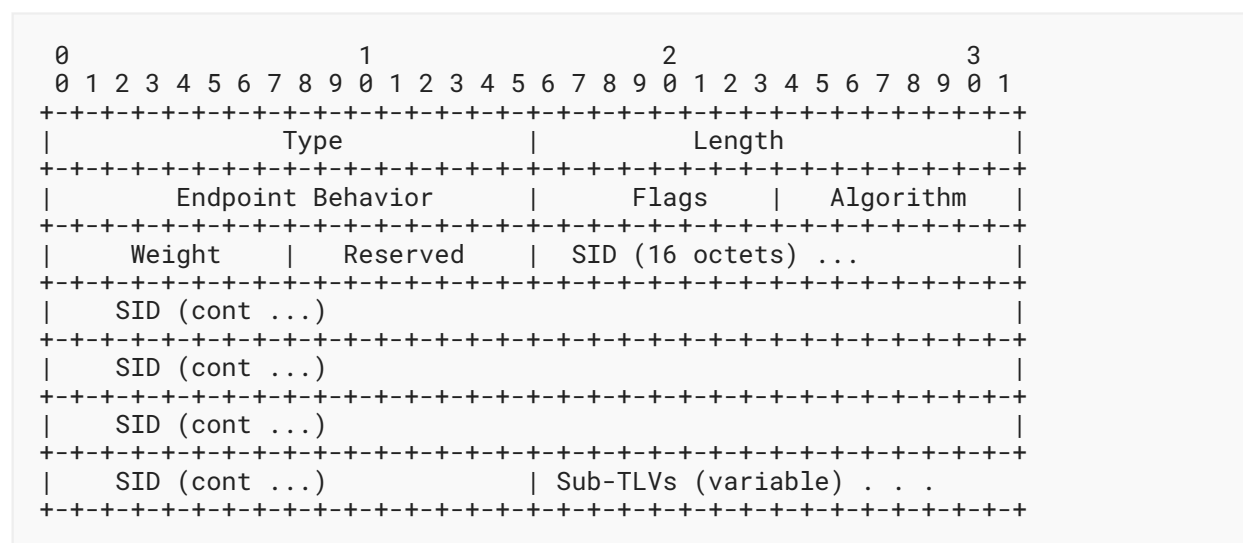 0                   1                   2                   3
 0 1 2 3 4 5 6 7 8 9 0 1 2 3 4 5 6 7 8 9 0 1 2 3 4 5 6 7 8 9 0 1
+-+-+-+-+-+-+-+-+-+-+-+-+-+-+-+-+-+-+-+-+-+-+-+-+-+-+-+-+-+-+-+-+
|               Type            |          Length               |
+-+-+-+-+-+-+-+-+-+-+-+-+-+-+-+-+-+-+-+-+-+-+-+-+-+-+-+-+-+-+-+-+
|        Endpoint Behavior      |      Flags    |   Algorithm   |
+-+-+-+-+-+-+-+-+-+-+-+-+-+-+-+-+-+-+-+-+-+-+-+-+-+-+-+-+-+-+-+-+
|     Weight    |   Reserved    |  SID (16 octets) ...          |
+-+-+-+-+-+-+-+-+-+-+-+-+-+-+-+-+-+-+-+-+-+-+-+-+-+-+-+-+-+-+-+-+
|    SID (cont ...)                                             |
+-+-+-+-+-+-+-+-+-+-+-+-+-+-+-+-+-+-+-+-+-+-+-+-+-+-+-+-+-+-+-+-+
|    SID (cont ...)                                             |
+-+-+-+-+-+-+-+-+-+-+-+-+-+-+-+-+-+-+-+-+-+-+-+-+-+-+-+-+-+-+-+-+
|    SID (cont ...)                                             |
+-+-+-+-+-+-+-+-+-+-+-+-+-+-+-+-+-+-+-+-+-+-+-+-+-+-+-+-+-+-+-+-+
|    SID (cont ...)             | Sub-TLVs (variable) . . .
+-+-+-+-+-+-+-+-+-+-+-+-+-+-+-+-+-+-+-+-+-+-+-+-+-+-+-+-+-+-+-+-+